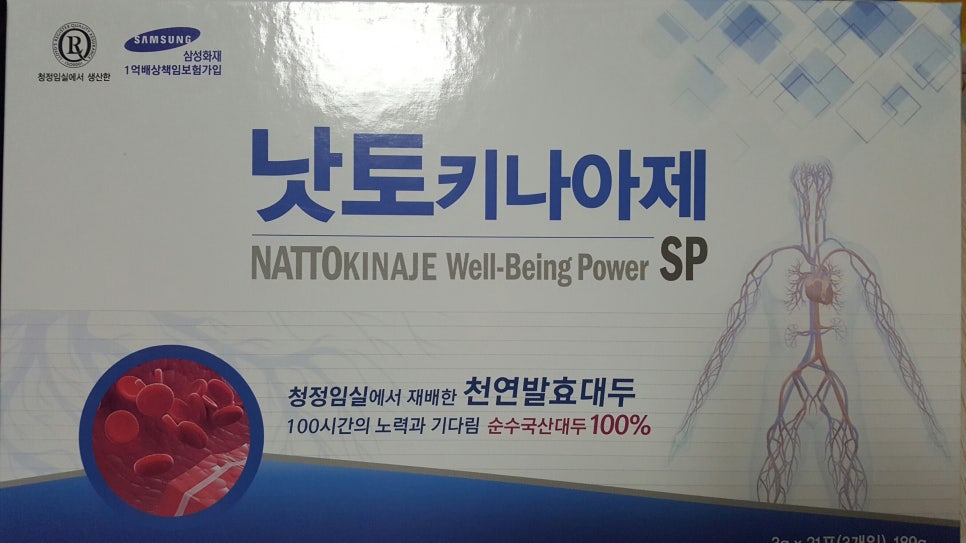 R
청정임실에서 생산한
SAMSUNG
삼성화재
1억배상책임보험가입
낫토키나아제
NATTOKINAJE Well-Being Power SP
청정임실에서 재배한 천연발효대두
100시간의 노력과 기다림 순수국산대두 100%